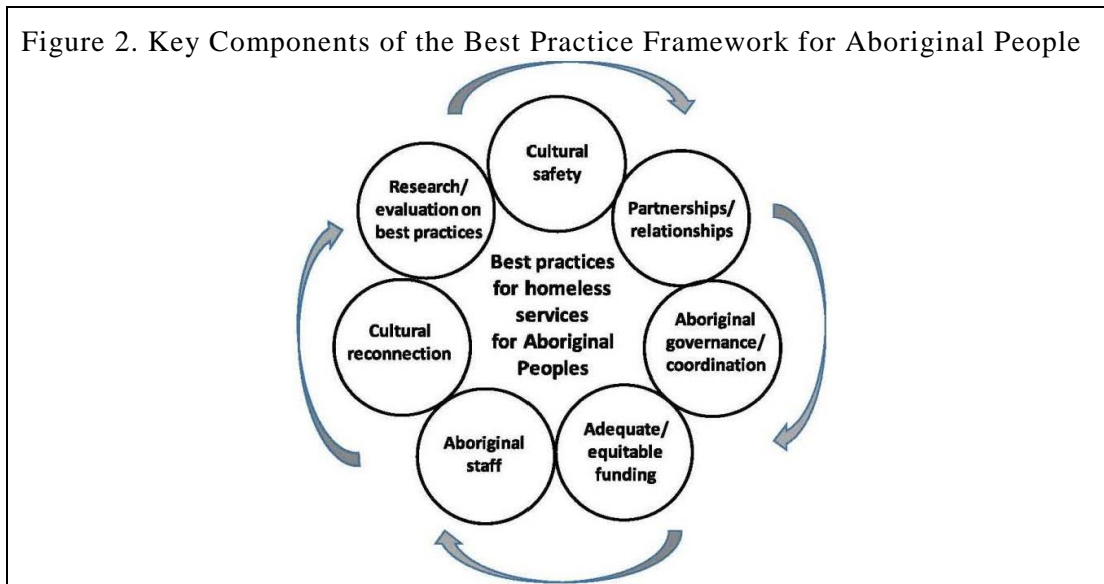 Figure 2. Key Components of the Best Practice Framework for Aboriginal People
Cultural
safety
Partnerships/
relationships
Aboriginal
governance/
coordination
Adequate/
equitable
funding
Aboriginal
staff
Cultural
reconnection
Research/
evaluation on
best practices
Best practices
for homeless
services
for Aboriginal
Peoples